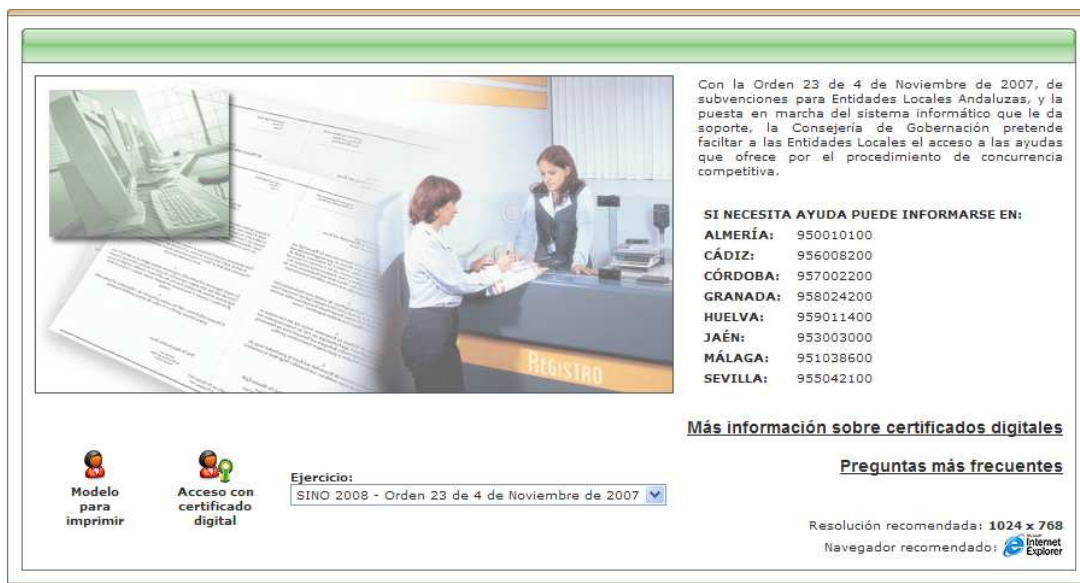 Con la Orden 23 de 4 de Noviembre de 2007, de
subvenciones para Entidades Locales Andaluzas, y la
puesta en marcha del sistema informático que le da
soporte, la Consejería de Gobernación pretende
faciltar a las Entidades Locales el acceso a las ayudas
que ofrece por el procedimiento de concurrencia
competitiva.
SI NECESITA AYUDA PUEDE INFORMARSE EN:
ALMERÍA: 950010100
CÁDIZ: 956008200
CÓRDOBA: 957002200
GRANADA: 958024200
HUELVA: 959011400
JAÉN: 953003000
MÁLAGA: 951038600
SEVILLA: 955042100
REGISTRO
Más información sobre certificados digitales
Preguntas más frecuentes
Modelo
para
imprimir
Acceso con
certificado
digital
Ejercicio:
SINO 2008 - Orden 23 de 4 de Noviembre de 2007
Resolución recomendada: 1024 x 768
Navegador recomendado: Internet
Explorer